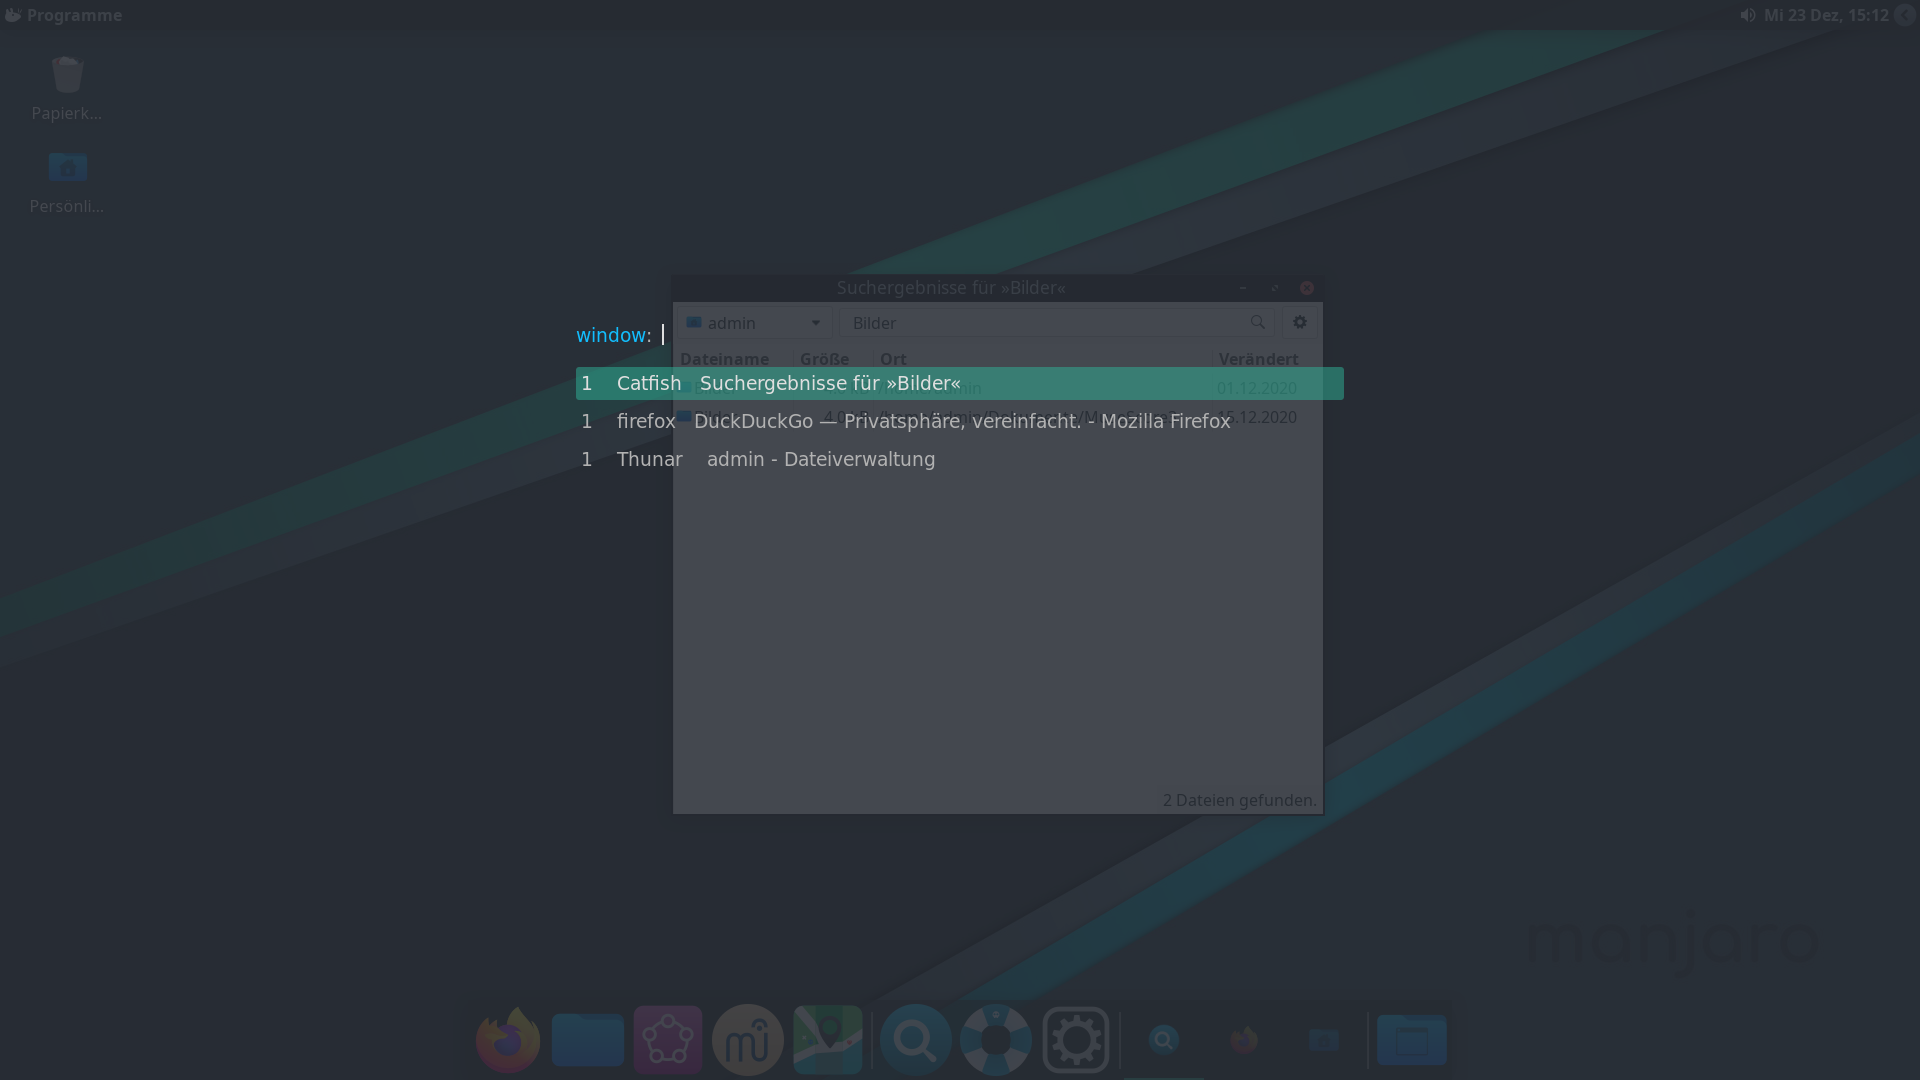 Programme
Mi 23 Dez, 15:12
Papierk...
Persönli...
Suchergebnisse für »Bilder«
admin
Bilder
window:
Dateiname Größe Ort Verändert
1 Catfish Suchergebnisse für »Bilder«
01.12.2020
1 firefox DuckDuckGo — Privatsphäre, vereinfacht. - Mozilla Firefox
15.12.2020
1 Thunar admin - Dateiverwaltung
2 Dateien gefunden.
manjaro
mi